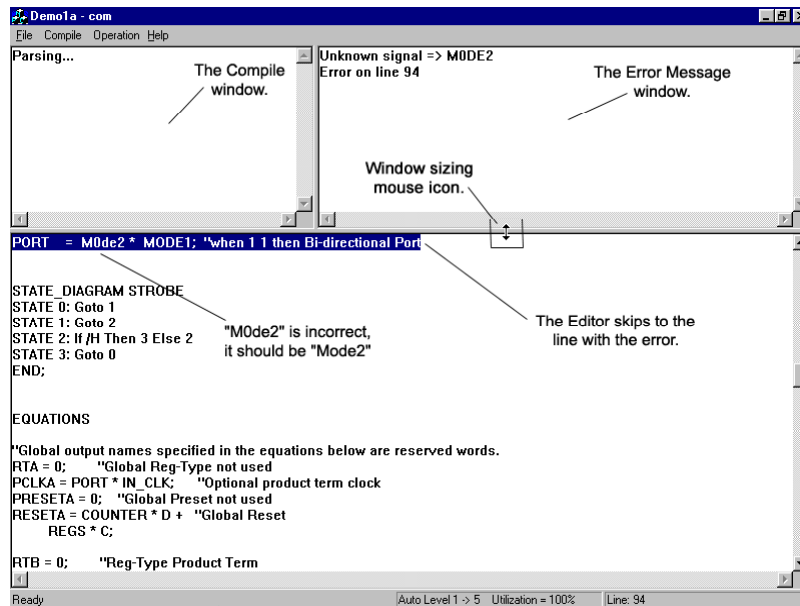 Demo1a - com
File Compile Operation Help
Parsing...
The Compile
window.
Unknown signal => M0DE2
Error on line 94
The Error Message
window.
Window sizing
mouse icon.
PORT = M0de2 * MODE1; "when 1 1 then Bi-directional Port
STATE_DIAGRAM STROBE
STATE 0: Goto 1
STATE 1: Goto 2
STATE 2: If /H Then 3 Else 2
STATE 3: Goto 0
END;
"M0de2" is incorrect,
it should be "Mode2"
The Editor skips to the
line with the error.
EQUATIONS
"Global output names specified in the equations below are reserved words.
RTA = 0; "Global Reg-Type not used
PCLKA = PORT * IN_CLK; "Optional product term clock
PRESETA = 0; "Global Preset not used
RESETA = COUNTER * D + "Global Reset
REGS * C;
RTB = 0; "Reg-Type Product Term
Ready
Auto Level 1 -> 5 Utilization = 100% Line: 94